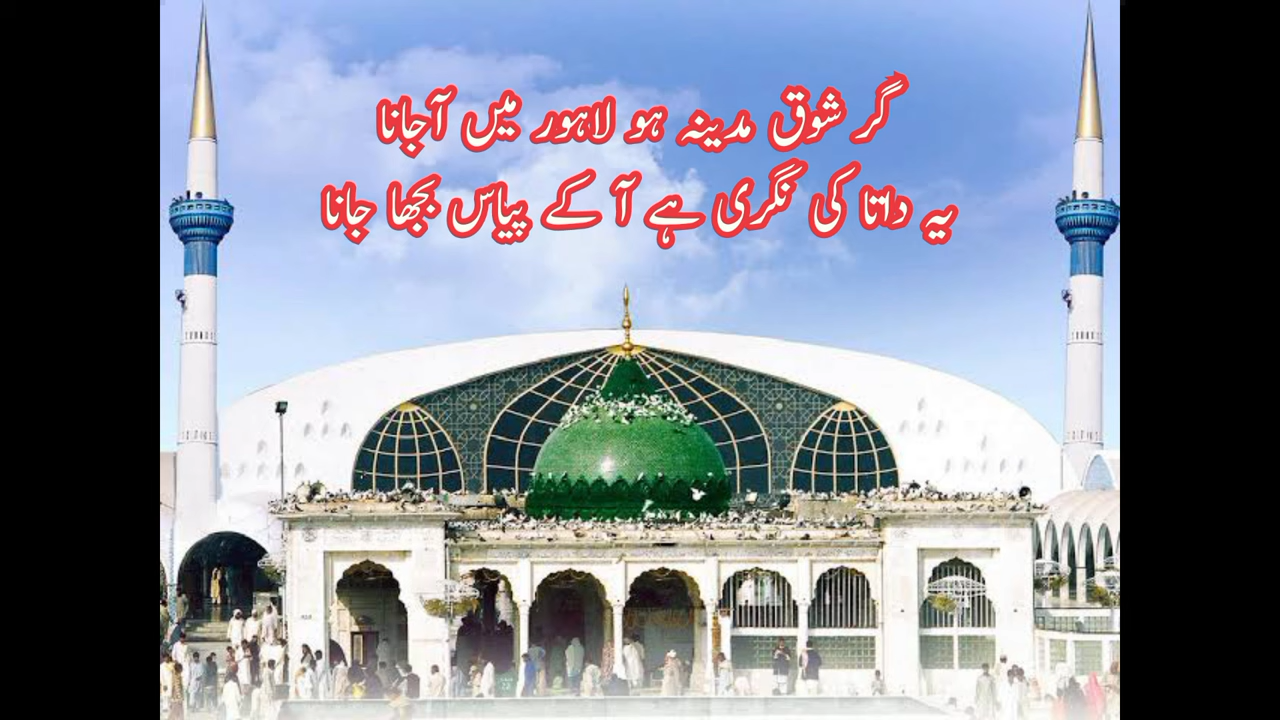 گر شوق مدینہ ہو لاہور میں آجانا
یہ داتا کی نگری ہے آ کے پیاس بجھا جانا